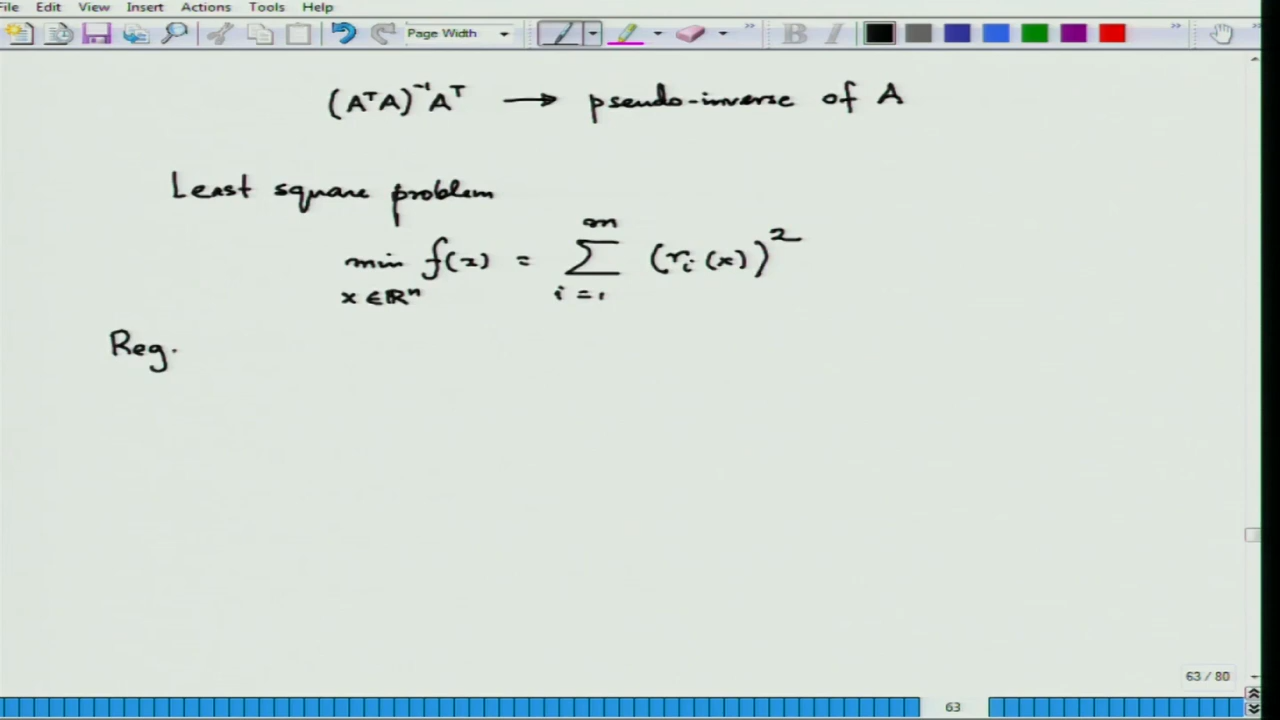 File Edit View Insert Actions Tools Help
Page Width
(AᵀA)⁻¹Aᵀ → pseudo-inverse of A
Least square problem
min f(x) = Σ (rᵢ(x))²
x ∈ ℝⁿ i = 1 m
Reg.
63 / 80
63